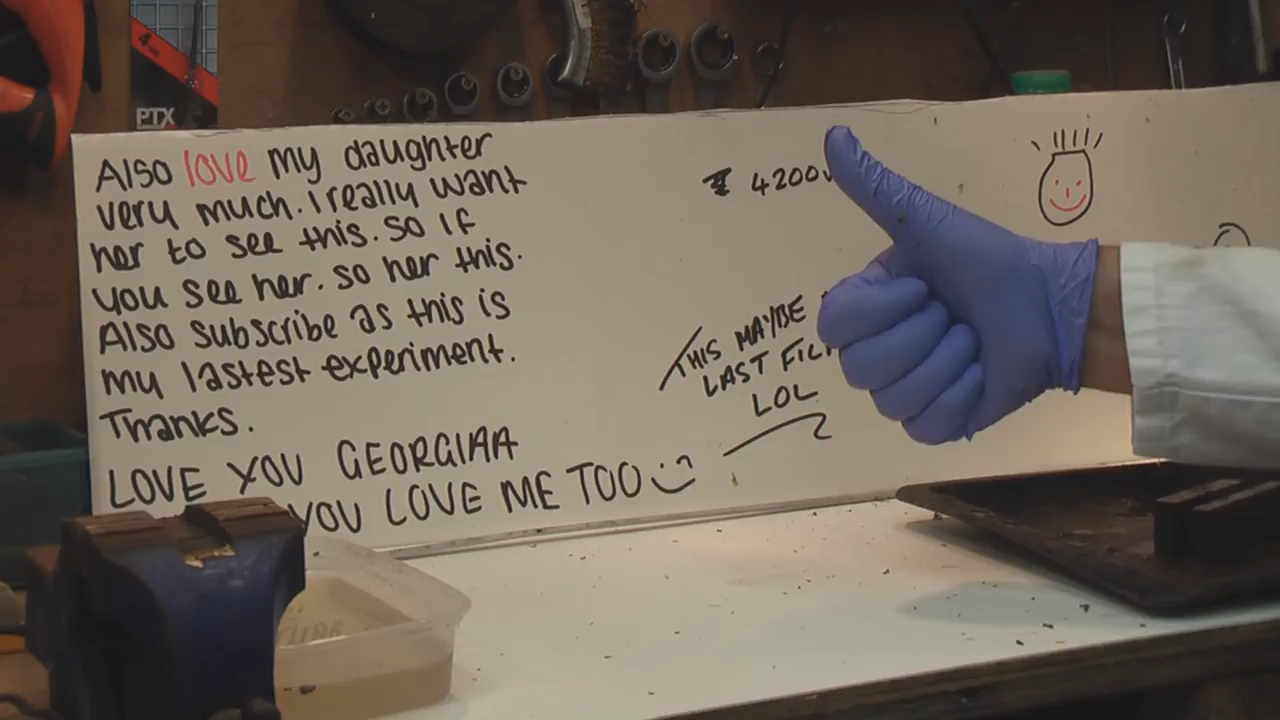 PTX
Also love my daughter
very much. I really want
her to see this. so if
you see her. so her this.
Also subscribe as this is
my lastest experiment.
Thanks.
LOVE YOU GEORGIAA
YOU LOVE ME TOO
4200
THIS MAYBE
LAST FIL
LOL